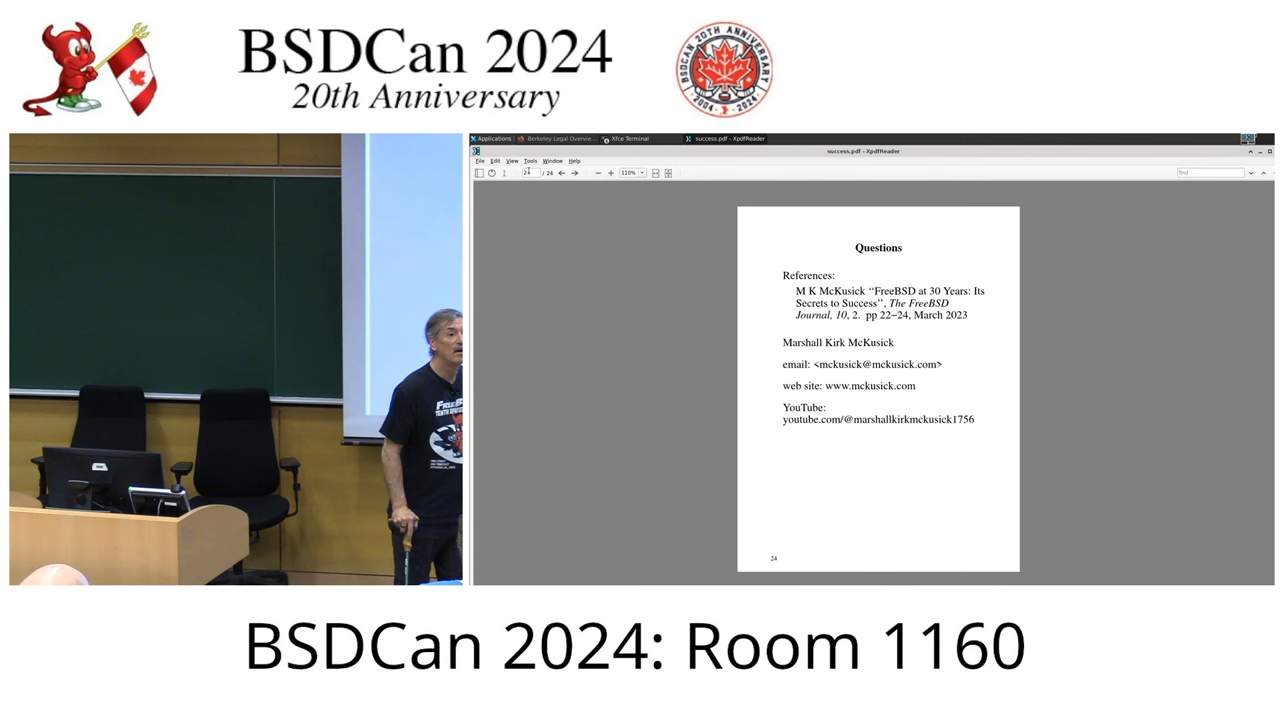 BSDCan 2024
20th Anniversary
BSDCAN 20TH ANNIVERSARY
2004 2024
Applications
Berkeley Legal Overvie...
Xfce Terminal
success.pdf - XpdfReader
success.pdf - XpdfReader
File Edit View Tools Window Help
24 / 24
110%
find
Questions
References:
M K McKusick “FreeBSD at 30 Years: Its
Secrets to Success”, The FreeBSD
Journal, 10, 2. pp 22–24, March 2023
Marshall Kirk McKusick
email: <mckusick@mckusick.com>
web site: www.mckusick.com
YouTube:
youtube.com/@marshallkirkmckusick1756
24
BSDCan 2024: Room 1160